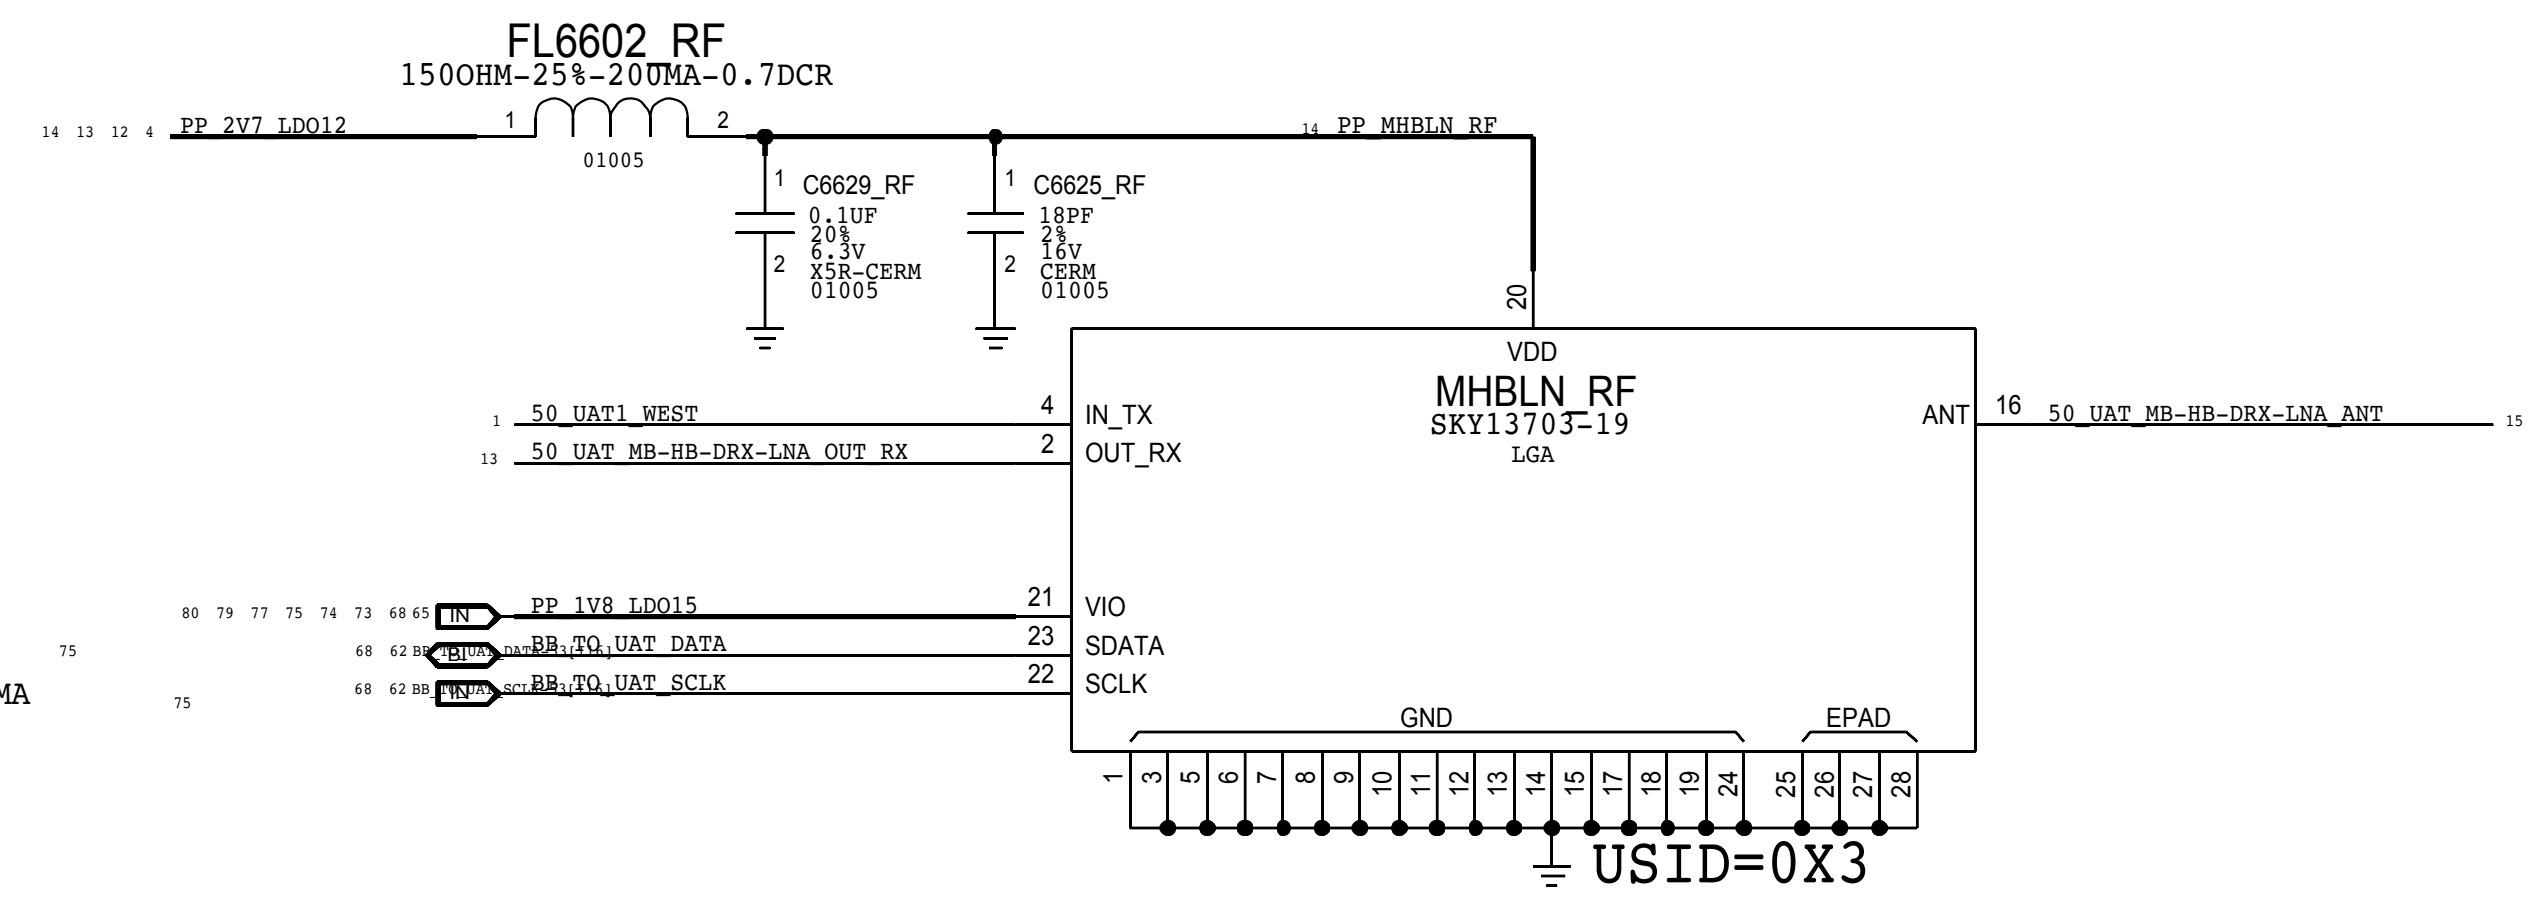 FL6602_RF
150OHM-25%-200MA-0.7DCR
14 13 12 4 PP_2V7_LDO12 1 2 14 PP_MHBLN_RF
01005
1 C6629_RF
0.1UF
20%
6.3V
2 X5R-CERM
01005
1 C6625_RF
18PF
2%
16V
2 CERM
01005
20
VDD
MHBLN_RF
SKY13703-19
LGA
1 50_UAT1_WEST 4 IN_TX
13 50_UAT_MB-HB-DRX-LNA_OUT_RX 2 OUT_RX
ANT 16 50_UAT_MB-HB-DRX-LNA_ANT 15
80 79 77 75 74 73 68 65 IN PP_1V8_LDO15 21 VIO
75 68 62 BI BB_TO_UAT_DATA 23 SDATA
68 62 IN BB_TO_UAT_SCLK 22 SCLK
MA 75
GND EPAD
1 3 5 6 7 8 9 10 11 12 13 14 15 17 18 19 24 25 26 27 28
USID=0X3